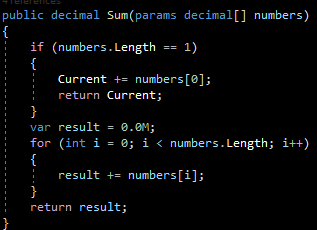 4 references
public decimal Sum(params decimal[] numbers)
{
    if (numbers.Length == 1)
    {
        Current += numbers[0];
        return Current;
    }
    var result = 0.0M;
    for (int i = 0; i < numbers.Length; i++)
    {
        result += numbers[i];
    }
    return result;
}